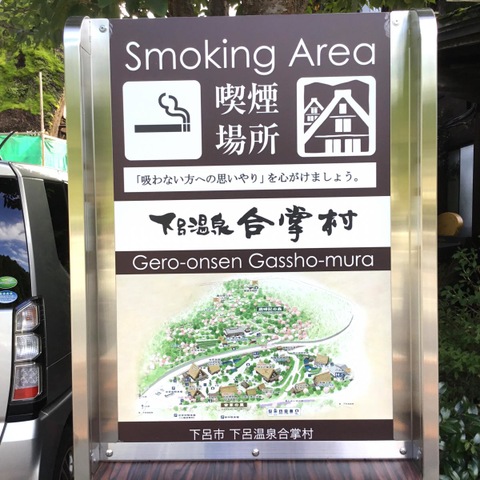 Smoking Area
喫煙
場所
「吸わない方への思いやり」を心がけましょう。
下呂温泉 合掌村
Gero-onsen Gassho-mura
下呂市 下呂温泉合掌村